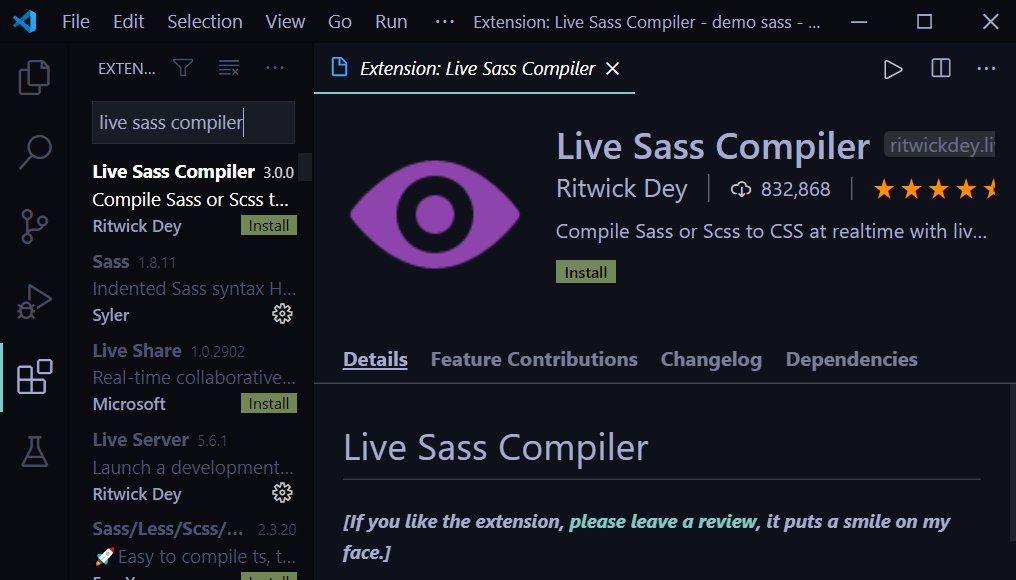 File Edit Selection View Go Run ··· Extension: Live Sass Compiler - demo sass - ...
EXTEN...
Extension: Live Sass Compiler
live sass compiler
Live Sass Compiler 3.0.0
Compile Sass or Scss t...
Ritwick Dey Install
Sass 1.8.11
Indented Sass syntax H...
Syler
Live Share 1.0.2902
Real-time collaborative...
Microsoft Install
Live Server 5.6.1
Launch a development...
Ritwick Dey
Sass/Less/Scss/... 2.3.20
🚀Easy to compile ts, t...
Install
Live Sass Compiler ritwickdey.li
Ritwick Dey 832,868
Compile Sass or Scss to CSS at realtime with liv...
Install
Details Feature Contributions Changelog Dependencies
Live Sass Compiler
[If you like the extension, please leave a review, it puts a smile on my
face.]